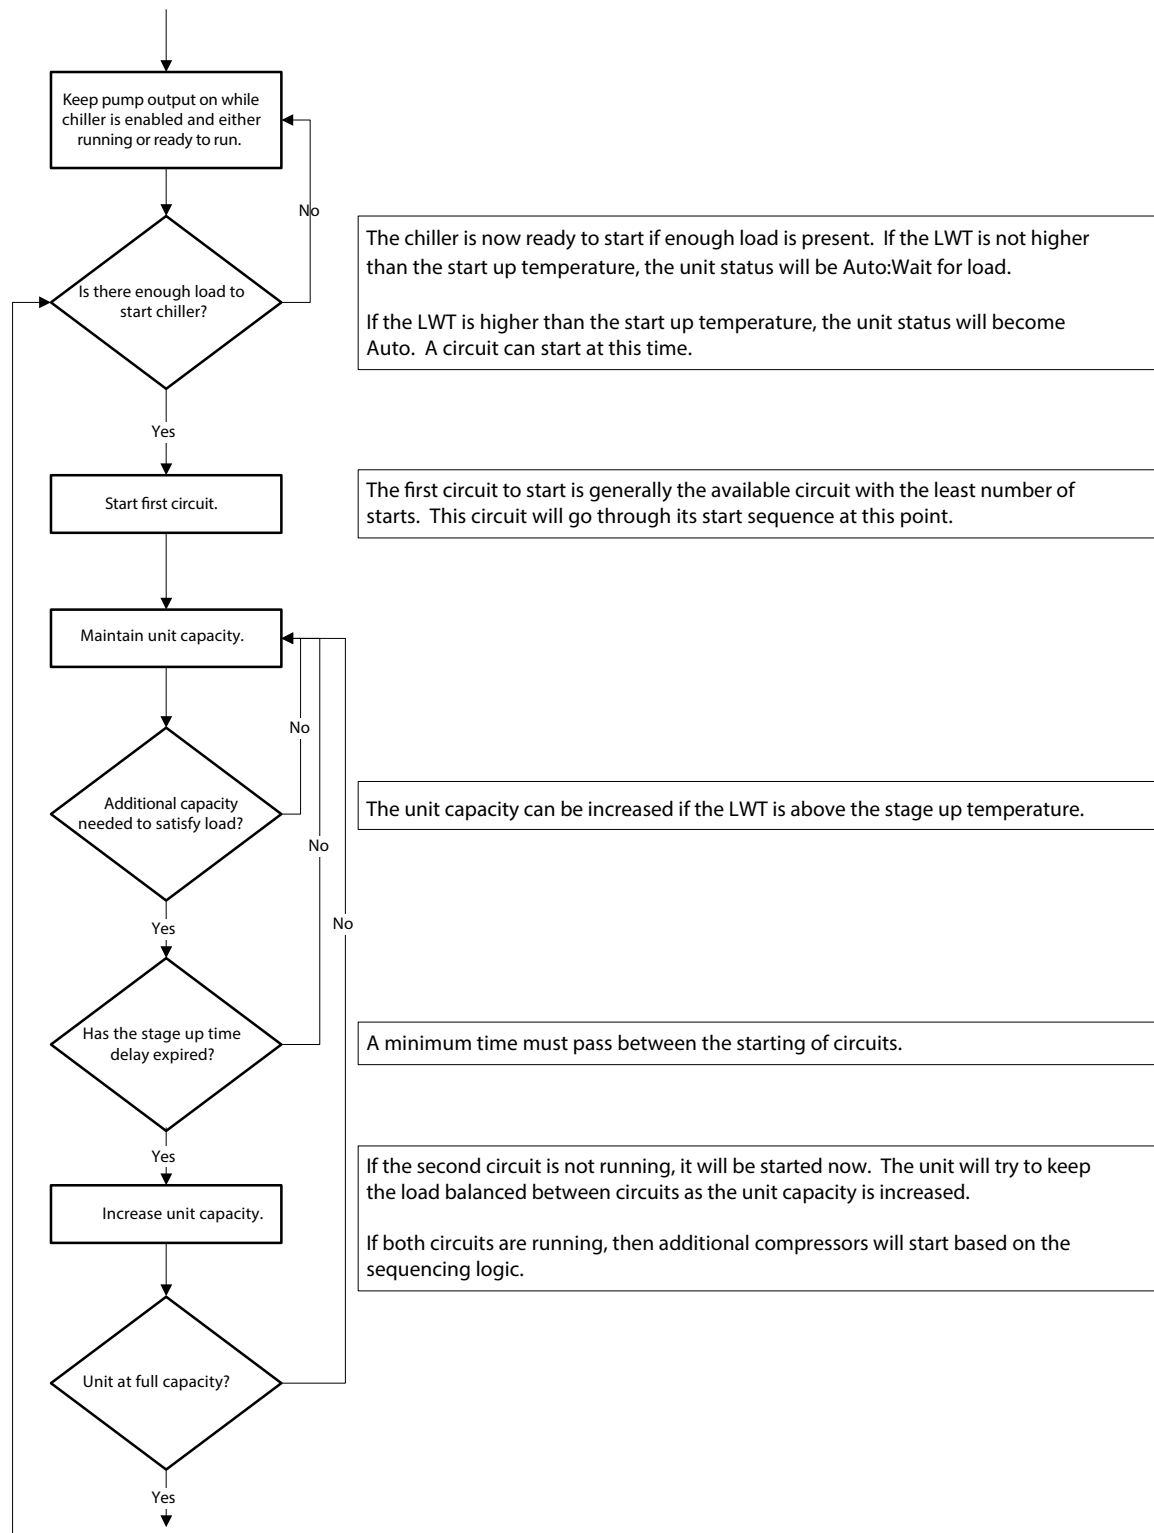 Keep pump output on while
chiller is enabled and either
running or ready to run.
No
Is there enough load to
start chiller?
The chiller is now ready to start if enough load is present.  If the LWT is not higher
than the start up temperature, the unit status will be Auto:Wait for load.
If the LWT is higher than the start up temperature, the unit status will become
Auto.  A circuit can start at this time.
Yes
Start first circuit.
The first circuit to start is generally the available circuit with the least number of
starts.  This circuit will go through its start sequence at this point.
Maintain unit capacity.
No
Additional capacity
needed to satisfy load?
The unit capacity can be increased if the LWT is above the stage up temperature.
No
Yes
No
Has the stage up time
delay expired?
A minimum time must pass between the starting of circuits.
Yes
Increase unit capacity.
If the second circuit is not running, it will be started now.  The unit will try to keep
the load balanced between circuits as the unit capacity is increased.
If both circuits are running, then additional compressors will start based on the
sequencing logic.
Unit at full capacity?
Yes